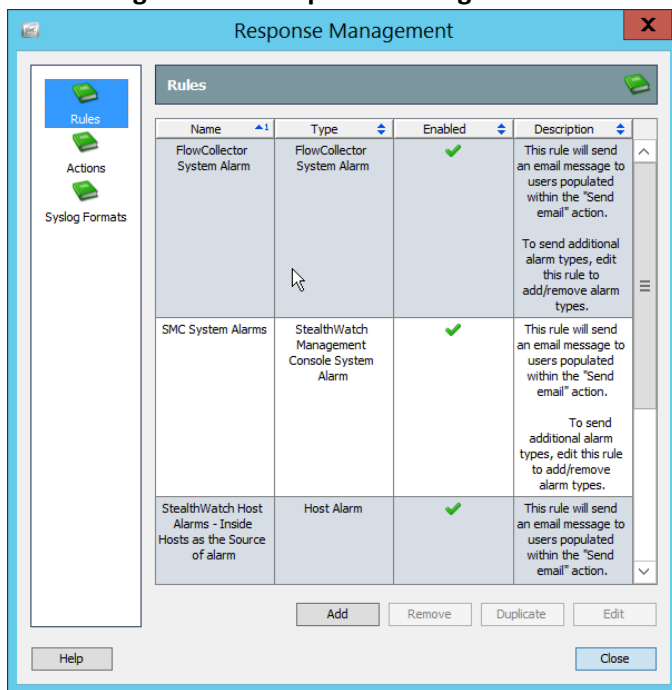 Response Management
X
Rules
Actions
Syslog Formats
Rules
Name 1 Type Enabled Description
FlowCollector
System Alarm
FlowCollector
System Alarm
This rule will send
an email message to
users populated
within the "Send
email" action.
To send additional
alarm types, edit
this rule to
add/remove alarm
types.
SMC System Alarms
StealthWatch
Management
Console System
Alarm
This rule will send
an email message to
users populated
within the "Send
email" action.
To send
additional alarm
types, edit this rule
to add/remove
alarm types.
StealthWatch Host
Alarms - Inside
Hosts as the Source
of alarm
Host Alarm
This rule will send
an email message to
users populated
within the "Send
email" action.
Add Remove Duplicate Edit
Help Close